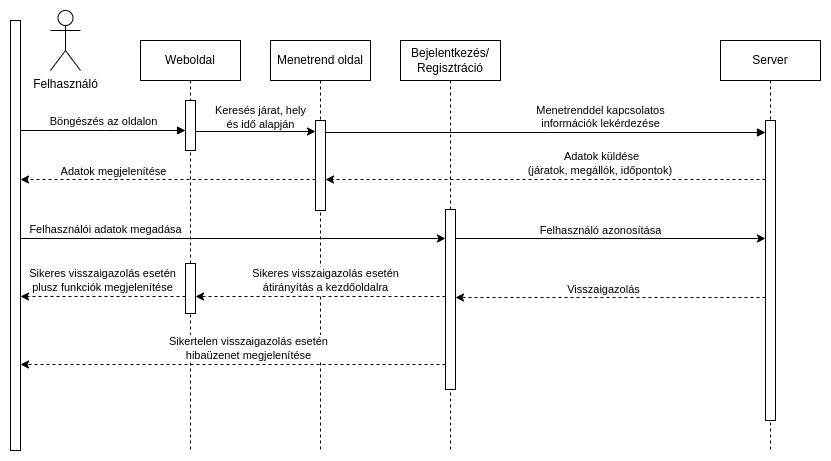 Felhasználó
Weboldal
Menetrend oldal
Bejelentkezés/
Regisztráció
Server
Böngészés az oldalon
Keresés járat, hely
és idő alapján
Menetrenddel kapcsolatos
információk lekérdezése
Adatok megjelenítése
Adatok küldése
(járatok, megállók, időpontok)
Felhasználói adatok megadása
Felhasználó azonosítása
Sikeres visszaigazolás esetén
plusz funkciók megjelenítése
Sikeres visszaigazolás esetén
átirányítás a kezdőoldalra
Visszaigazolás
Sikertelen visszaigazolás esetén
hibaüzenet megjelenítése